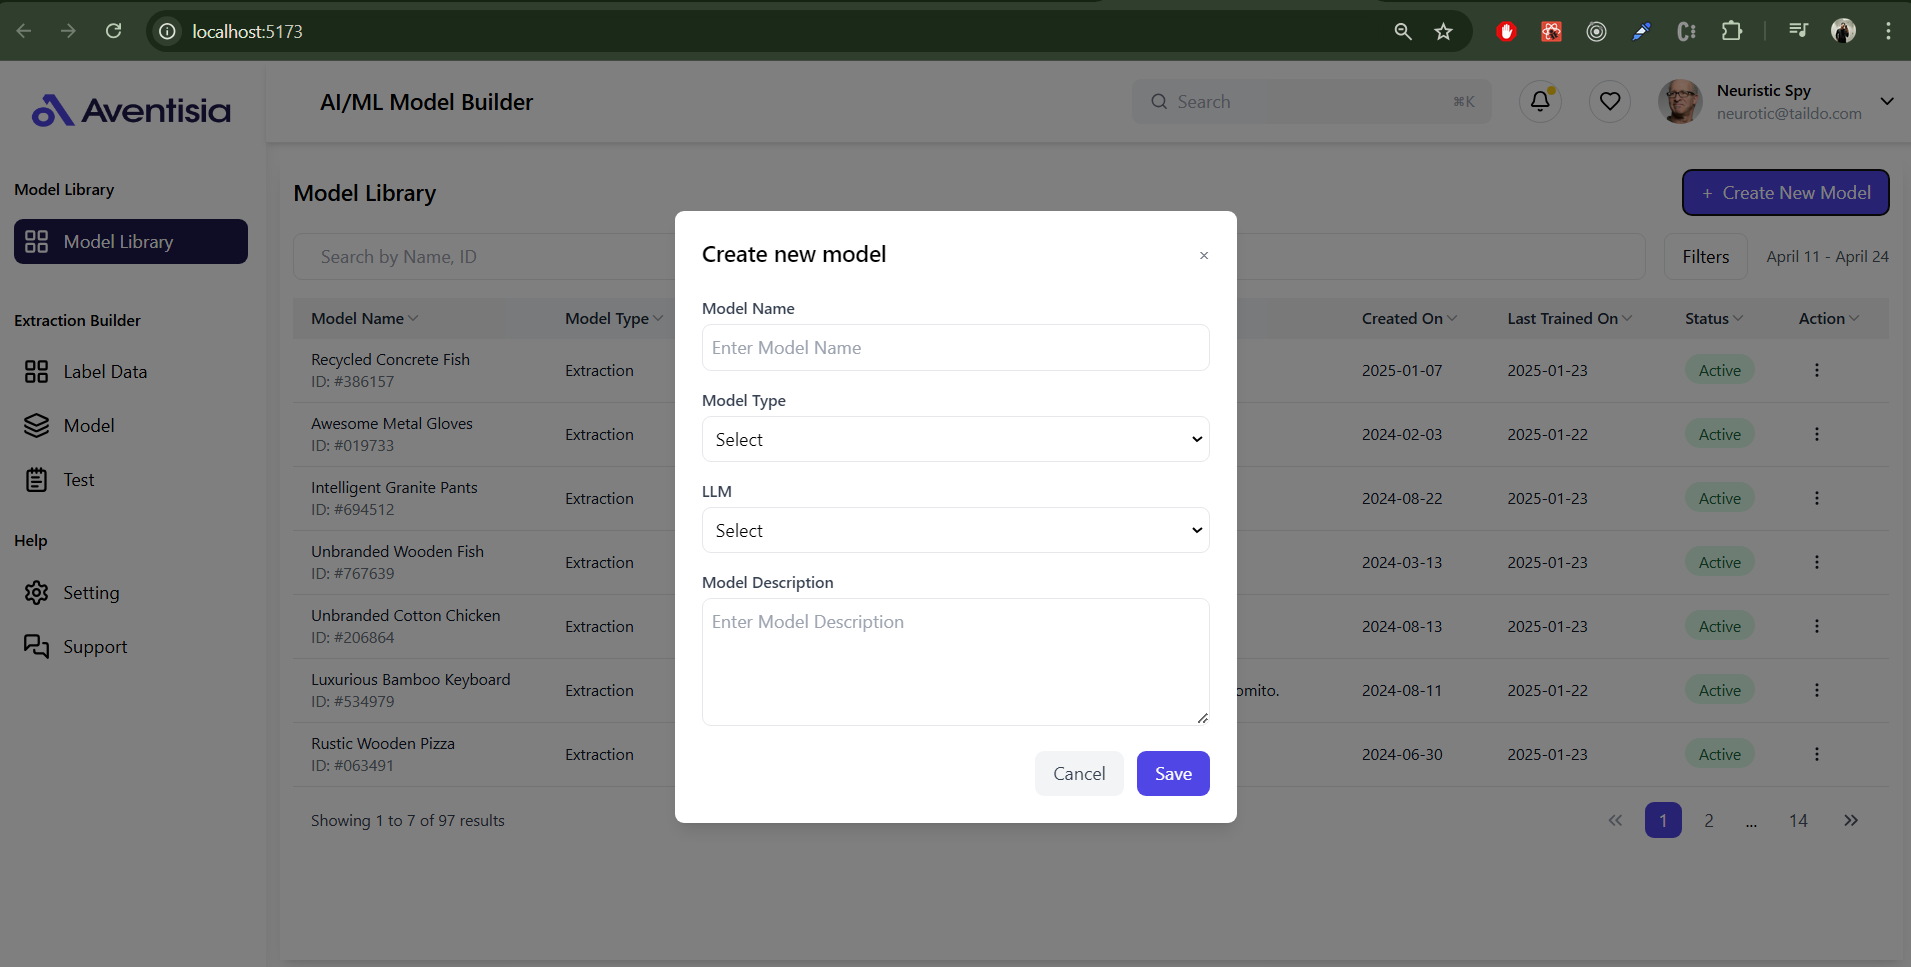 localhost:5173
Aventisia
AI/ML Model Builder
Search
⌘K
Neuristic Spy
neurotic@taildo.com
Model Library
Model Library
Extraction Builder
Label Data
Model
Test
Help
Setting
Support
Model Library
+ Create New Model
Search by Name, ID
Filters
April 11 - April 24
Model Name Model Type Created On Last Trained On Status Action
Recycled Concrete Fish
ID: #386157
Extraction 2025-01-07 2025-01-23 Active
Awesome Metal Gloves
ID: #019733
Extraction 2024-02-03 2025-01-22 Active
Intelligent Granite Pants
ID: #694512
Extraction 2024-08-22 2025-01-23 Active
Unbranded Wooden Fish
ID: #767639
Extraction 2024-03-13 2025-01-23 Active
Unbranded Cotton Chicken
ID: #206864
Extraction 2024-08-13 2025-01-23 Active
Luxurious Bamboo Keyboard
ID: #534979
Extraction 2024-08-11 2025-01-22 Active
Rustic Wooden Pizza
ID: #063491
Extraction 2024-06-30 2025-01-23 Active
Showing 1 to 7 of 97 results
« 1 2 ... 14 »
Create new model
×
Model Name
Enter Model Name
Model Type
Select
LLM
Select
Model Description
Enter Model Description
Cancel
Save